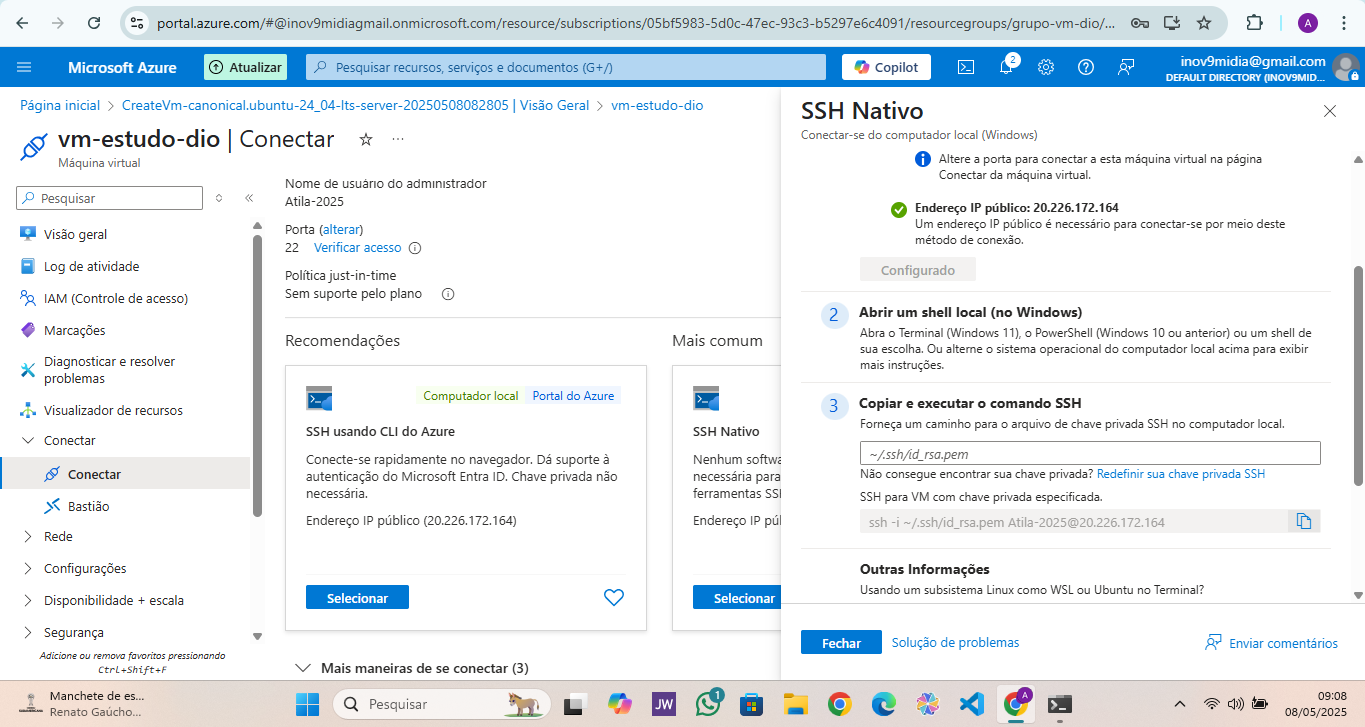 portal.azure.com/#@inov9midiagmail.onmicrosoft.com/resource/subscriptions/05bf5983-5d0c-47ec-93c3-b5297e6c4091/resourcegroups/grupo-vm-dio/...
A
Microsoft Azure
Atualizar
Pesquisar recursos, serviços e documentos (G+/)
Copilot
2
inov9midia@gmail.com
DEFAULT DIRECTORY (INOV9MID...
Página inicial > CreateVm-canonical.ubuntu-24_04-lts-server-20250508082805 | Visão Geral > vm-estudo-dio
vm-estudo-dio | Conectar
Máquina virtual
Pesquisar
Visão geral
Log de atividade
IAM (Controle de acesso)
Marcações
Diagnosticar e resolver
problemas
Visualizador de recursos
Conectar
Conectar
Bastião
Rede
Configurações
Disponibilidade + escala
Segurança
Adicione ou remova favoritos pressionando
Ctrl+Shift+F
Nome de usuário do administrador
Atila-2025
Porta (alterar)
22 Verificar acesso
Política just-in-time
Sem suporte pelo plano
Recomendações
Computador local
Portal do Azure
SSH usando CLI do Azure
Conecte-se rapidamente no navegador. Dá suporte à
autenticação do Microsoft Entra ID. Chave privada não
necessária.
Endereço IP público (20.226.172.164)
Selecionar
Mais comum
SSH Nativo
Nenhum softwa
necessária para
ferramentas SSH
Endereço IP púl
Selecionar
Mais maneiras de se conectar (3)
SSH Nativo
Conectar-se do computador local (Windows)
Altere a porta para conectar a esta máquina virtual na página
Conectar da máquina virtual.
Endereço IP público: 20.226.172.164
Um endereço IP público é necessário para conectar-se por meio deste
método de conexão.
Configurado
2
Abrir um shell local (no Windows)
Abra o Terminal (Windows 11), o PowerShell (Windows 10 ou anterior) ou um shell de
sua escolha. Ou alterne o sistema operacional do computador local acima para exibir
mais instruções.
3
Copiar e executar o comando SSH
Forneça um caminho para o arquivo de chave privada SSH no computador local.
~/.ssh/id_rsa.pem
Não consegue encontrar sua chave privada? Redefinir sua chave privada SSH
SSH para VM com chave privada especificada.
ssh -i ~/.ssh/id_rsa.pem Atila-2025@20.226.172.164
Outras Informações
Usando um subsistema Linux como WSL ou Ubuntu no Terminal?
Fechar
Solução de problemas
Enviar comentários
Manchete de es...
Renato Gaúcho...
Pesquisar
JW
1
A
09:08
08/05/2025